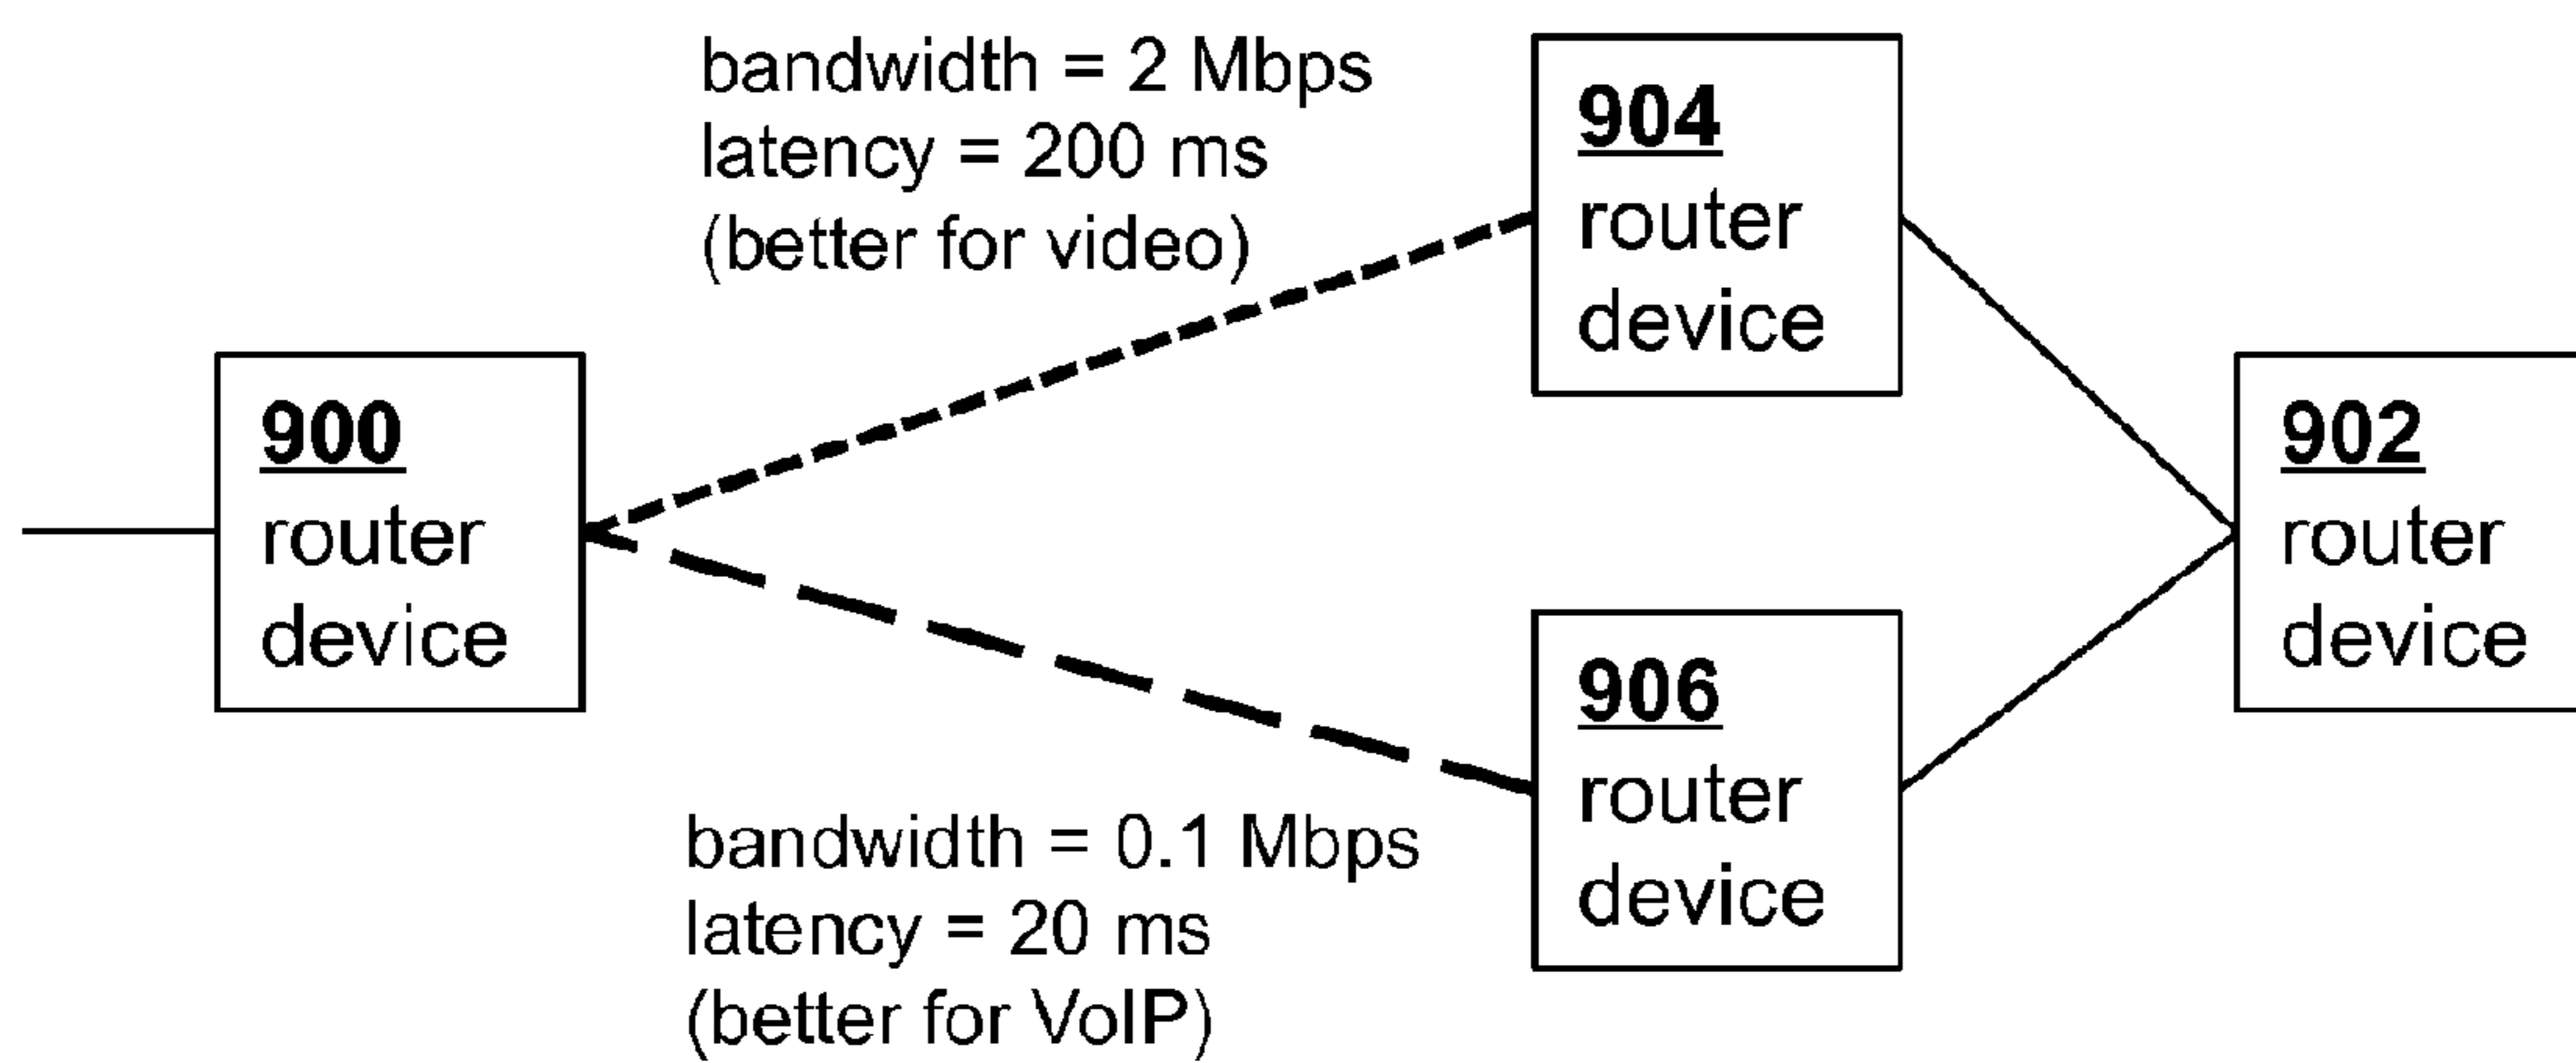 bandwidth = 2 Mbps
latency = 200 ms
(better for video)
904
router
device
900
router
device
902
router
device
906
router
device
bandwidth = 0.1 Mbps
latency = 20 ms
(better for VoIP)